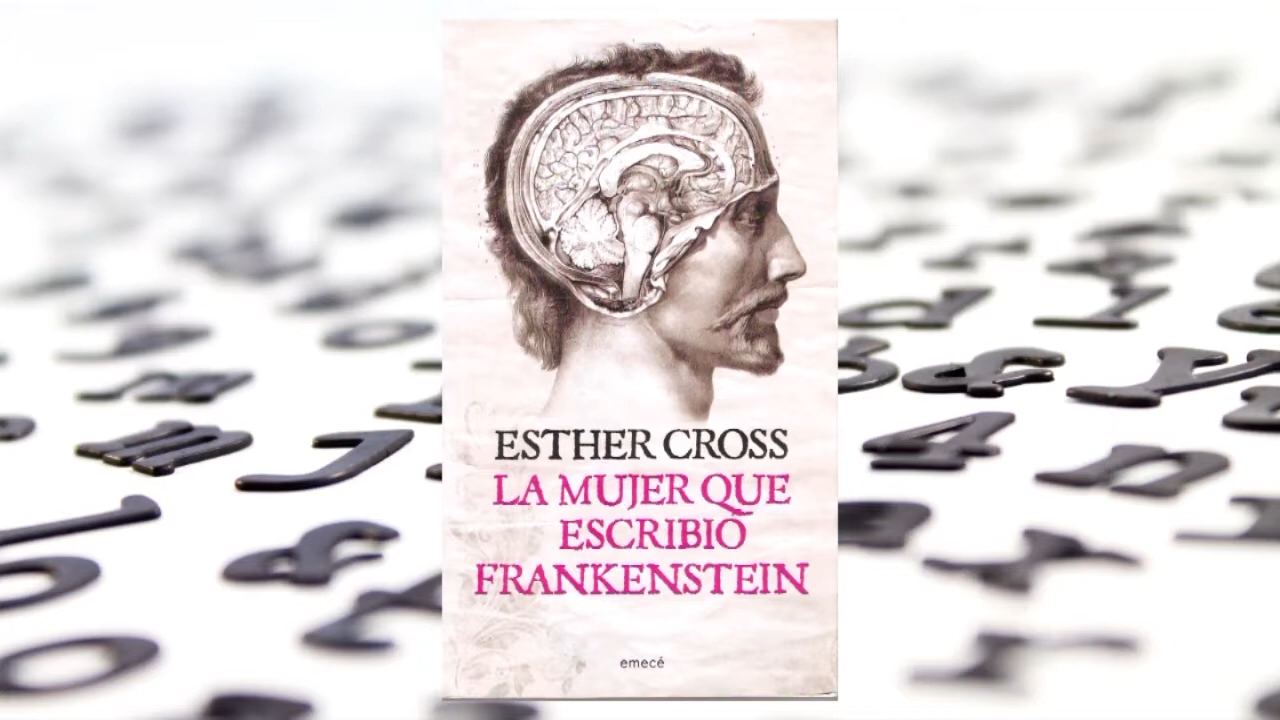 ESTHER CROSS
LA MUJER QUE
ESCRIBIÓ
FRANKENSTEIN
emecé